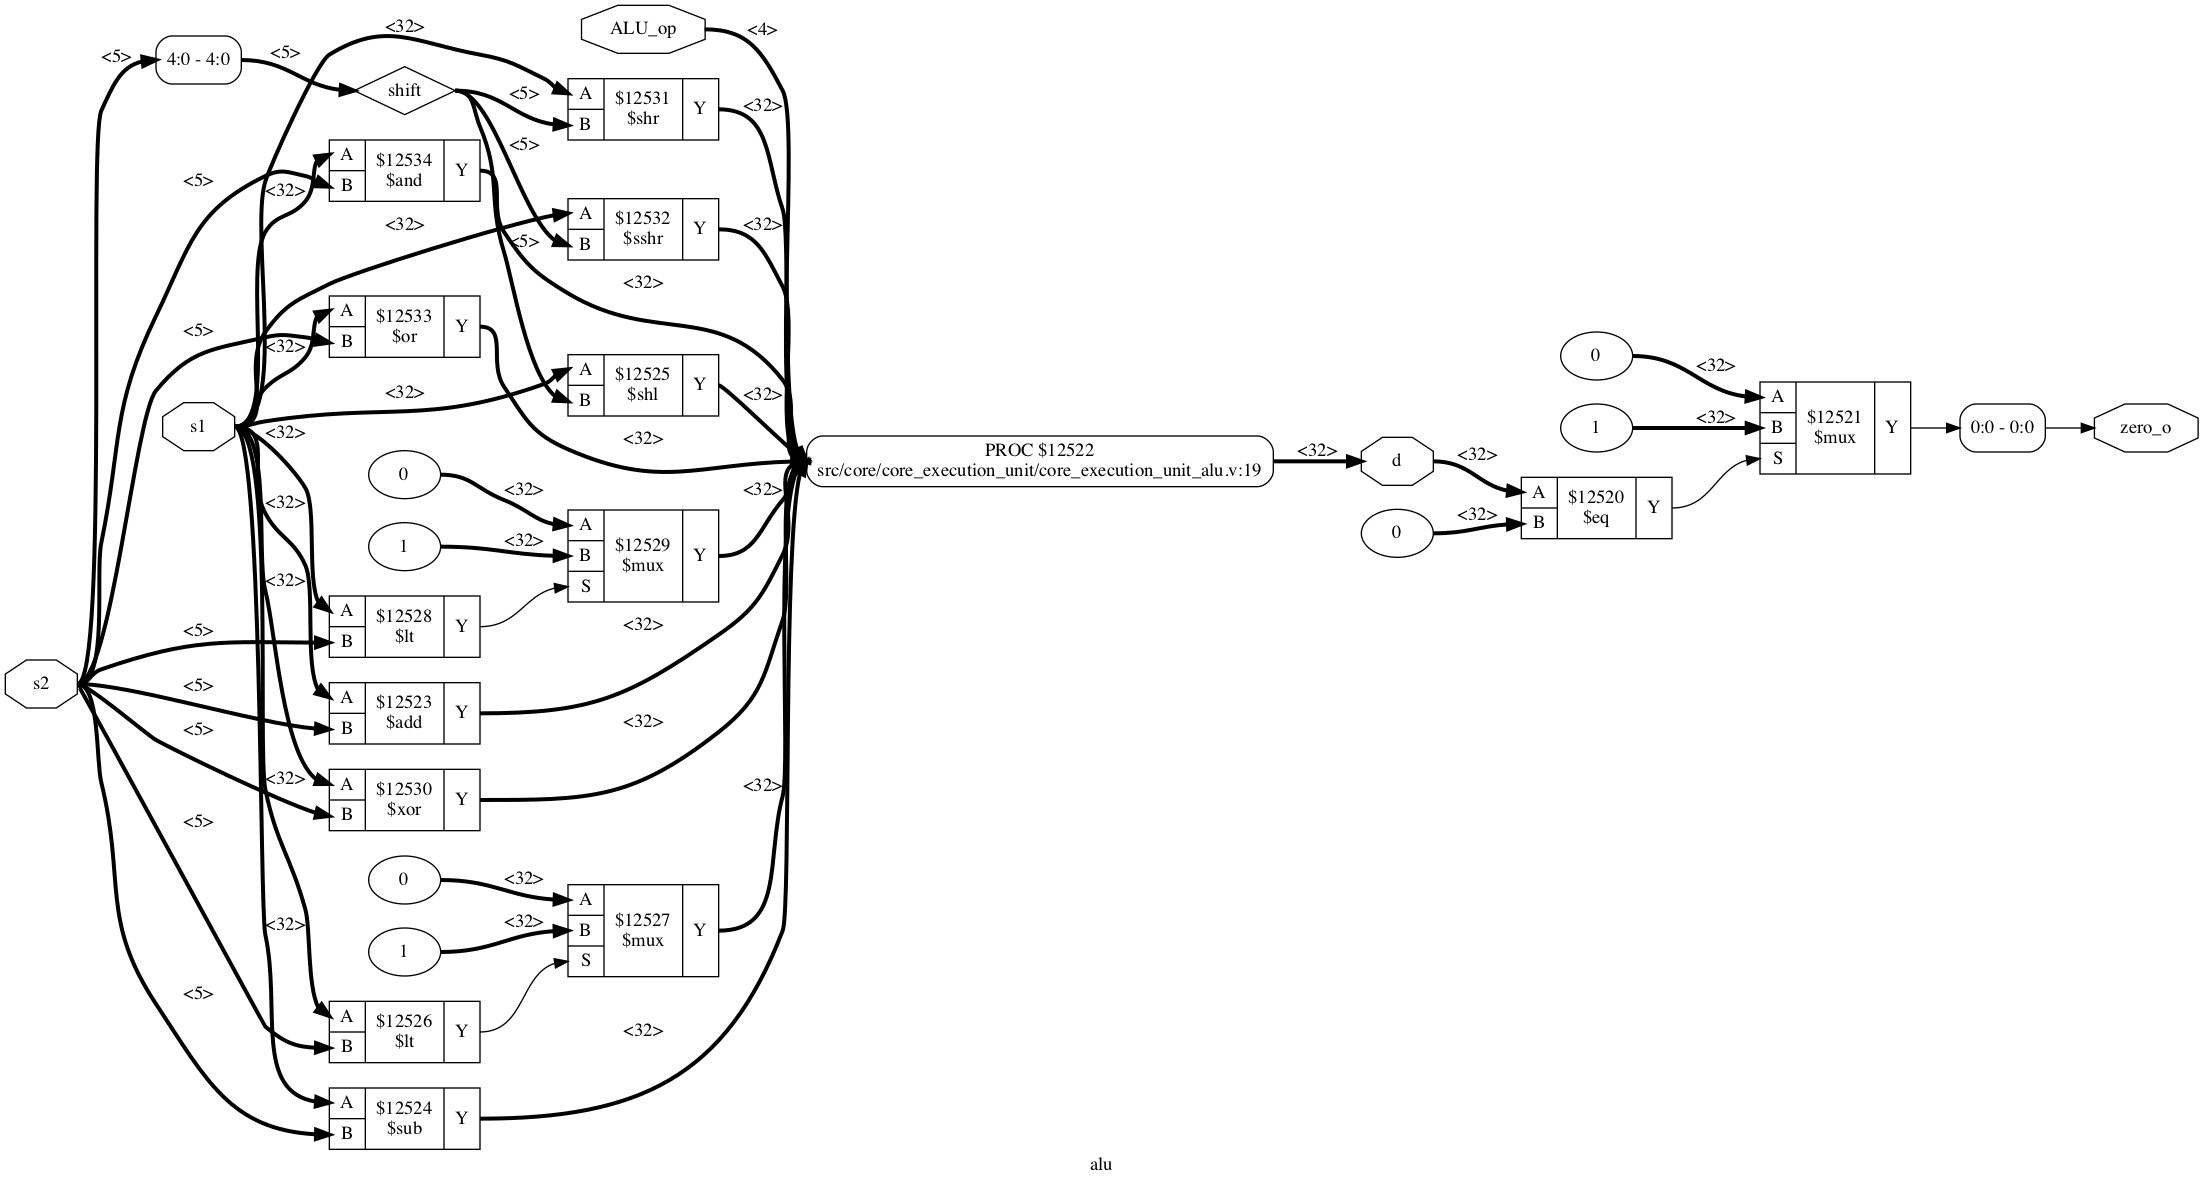 <32>
ALU_op
<4>
<5>
4:0 - 4:0
<5>
shift
<5>
A
B
$12531
$shr
Y
<32>
<5>
A
B
$12534
$and
Y
<5>
<32>
<32>
A
B
$12532
$sshr
Y
<32>
<5>
<32>
<5>
A
B
$12533
$or
Y
<32>
<32>
A
B
$12525
$shl
Y
<32>
s1
<32>
<32>
0
<32>
1
<32>
A
B
S
$12529
$mux
Y
<32>
<32>
<32>
<5>
A
B
$12528
$lt
Y
<32>
s2
<5>
A
B
$12523
$add
Y
<32>
<5>
<32>
A
B
$12530
$xor
Y
<32>
<5>
0
<32>
1
<32>
A
B
S
$12527
$mux
Y
<32>
<5>
A
B
$12526
$lt
Y
<32>
A
B
$12524
$sub
Y
PROC $12522
src/core/core_execution_unit/core_execution_unit_alu.v:19
<32>
d
<32>
0
<32>
A
B
$12520
$eq
Y
0
<32>
1
<32>
A
B
S
$12521
$mux
Y
0:0 - 0:0
zero_o
alu